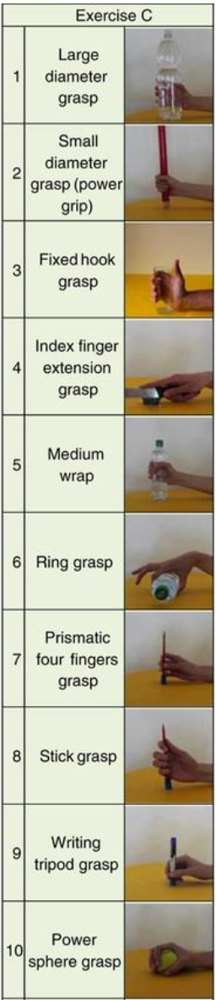 Exercise C
1
Large
diameter
grasp
2
Small
diameter
grasp (power
grip)
3
Fixed hook
grasp
4
Index finger
extension
grasp
5
Medium
wrap
6
Ring grasp
7
Prismatic
four fingers
grasp
8
Stick grasp
9
Writing
tripod grasp
10
Power
sphere grasp